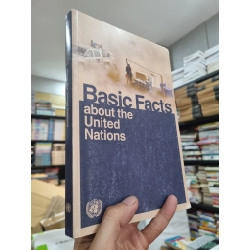 Basic Facts
about the
United
Nations